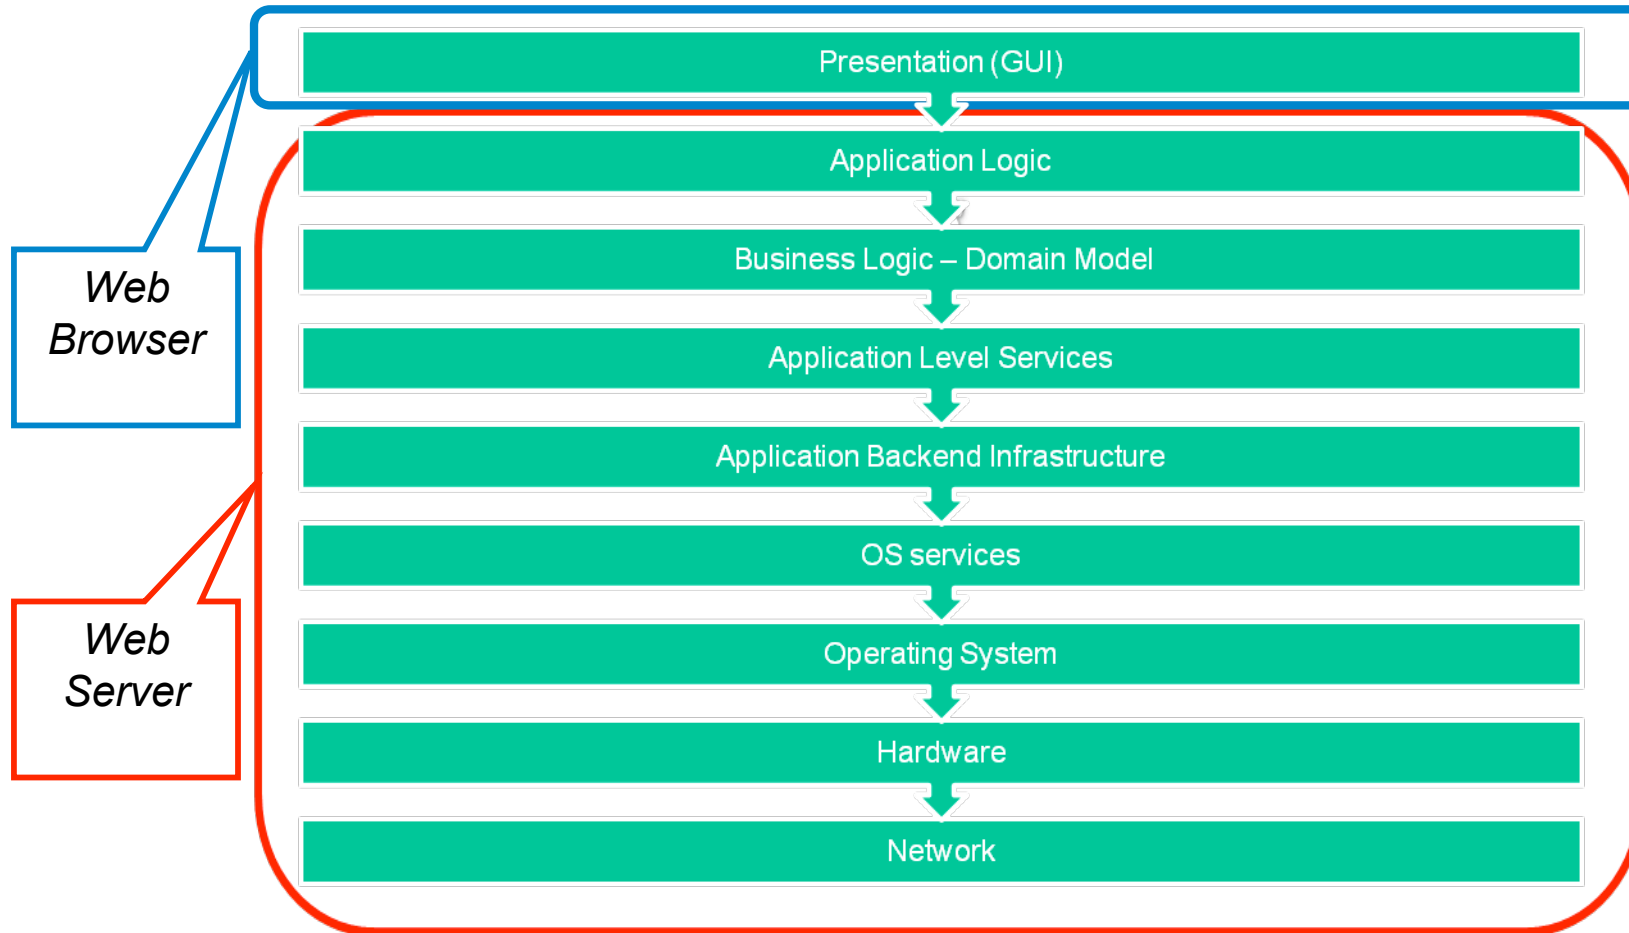 Presentation (GUI)
Application Logic
Business Logic – Domain Model
Web
Browser
Application Level Services
Application Backend Infrastructure
OS services
Web
Server
Operating System
Hardware
Network